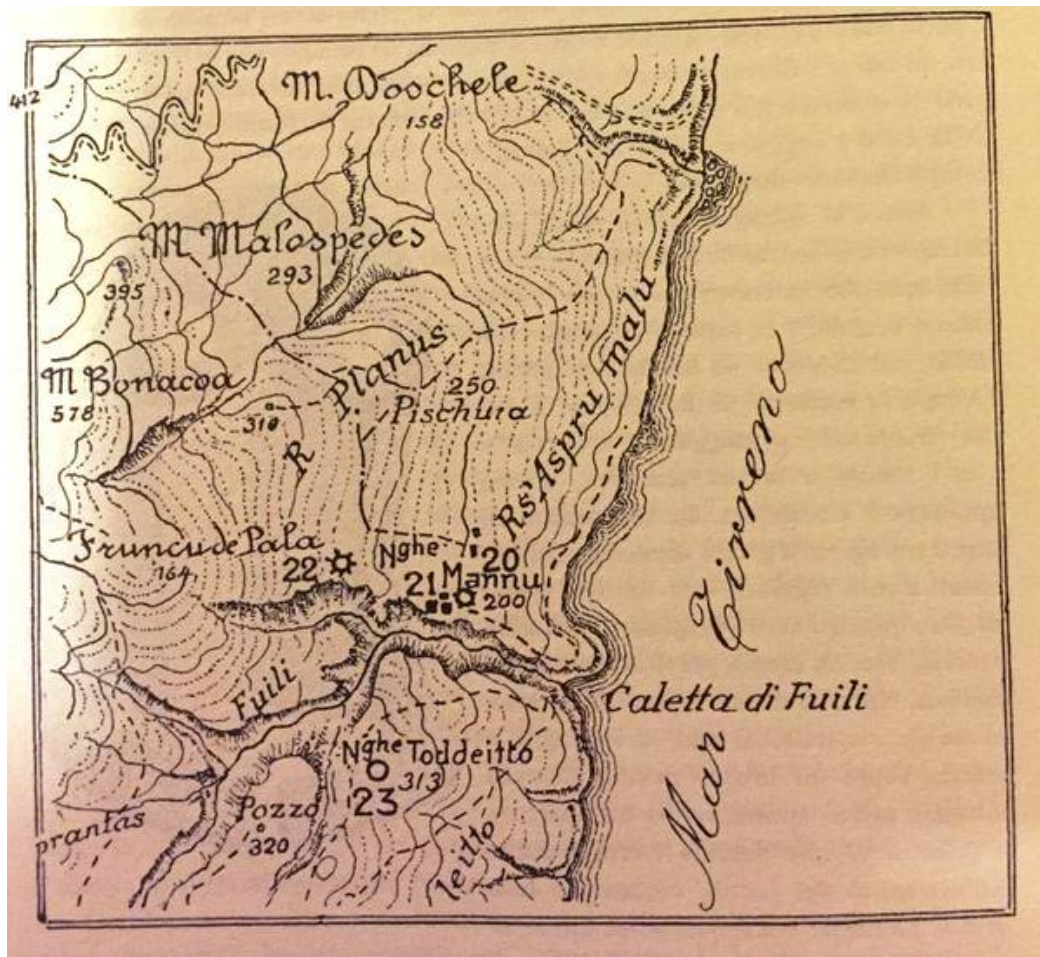 M. Doochele
412
158
M. Malospedes
293
395
R. Planus
M Bonacoa
578
250
Pischina
310
Rs' Aspru malu
Mar Tirreno
Fruncu de Pala
164
22
Nghe
20
21 Mannu
200
Fuili
Caletta di Fuili
Nghe Toddeitto
313
23
Pozzo
320
orantas
leitto